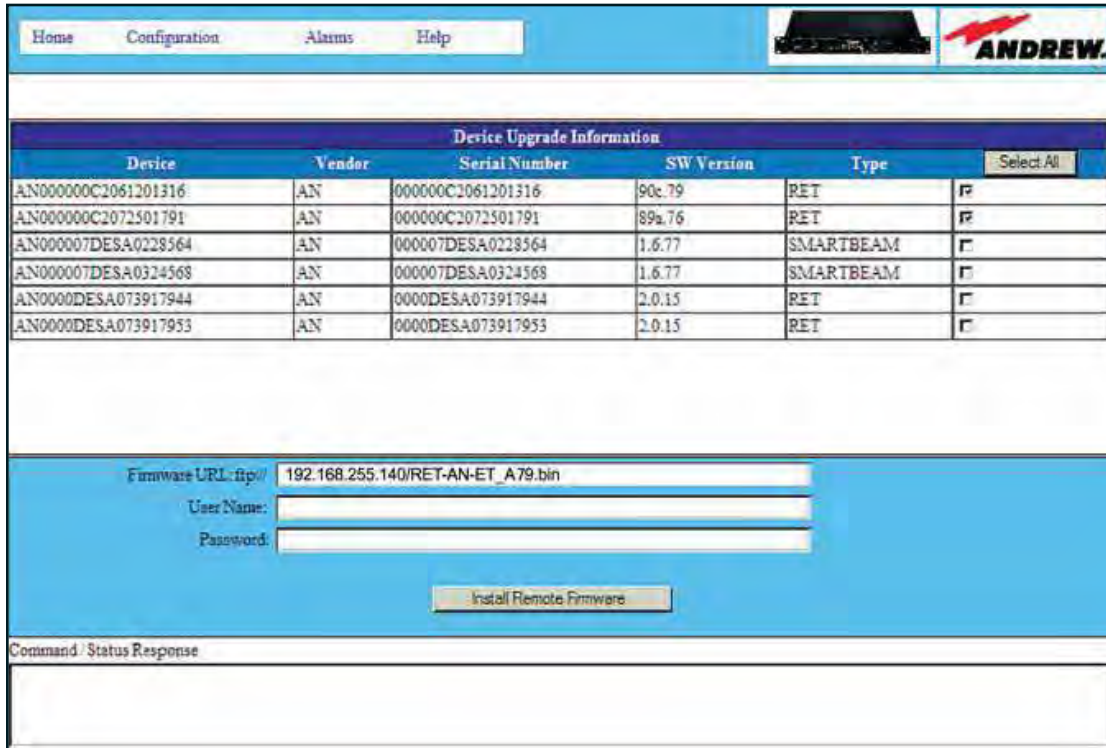 Home Configuration Alarms Help
ANDREW.
Device Upgrade Information
Device Vendor Serial Number SW Version Type Select All
AN000000C2061201316 AN 000000C2061201316 90c.79 RET
AN000000C2072501791 AN 000000C2072501791 89a.76 RET
AN000007DESA0228564 AN 000007DESA0228564 1.6.77 SMARTBEAM
AN000007DESA0324568 AN 000007DESA0324568 1.6.77 SMARTBEAM
AN0000DESA073917944 AN 0000DESA073917944 2.0.15 RET
AN0000DESA073917953 AN 0000DESA073917953 2.0.15 RET
Firmware URL: ftp:// 192.168.255.140/RET-AN-ET_A79.bin
User Name:
Password:
Install Remote Firmware
Command / Status Response